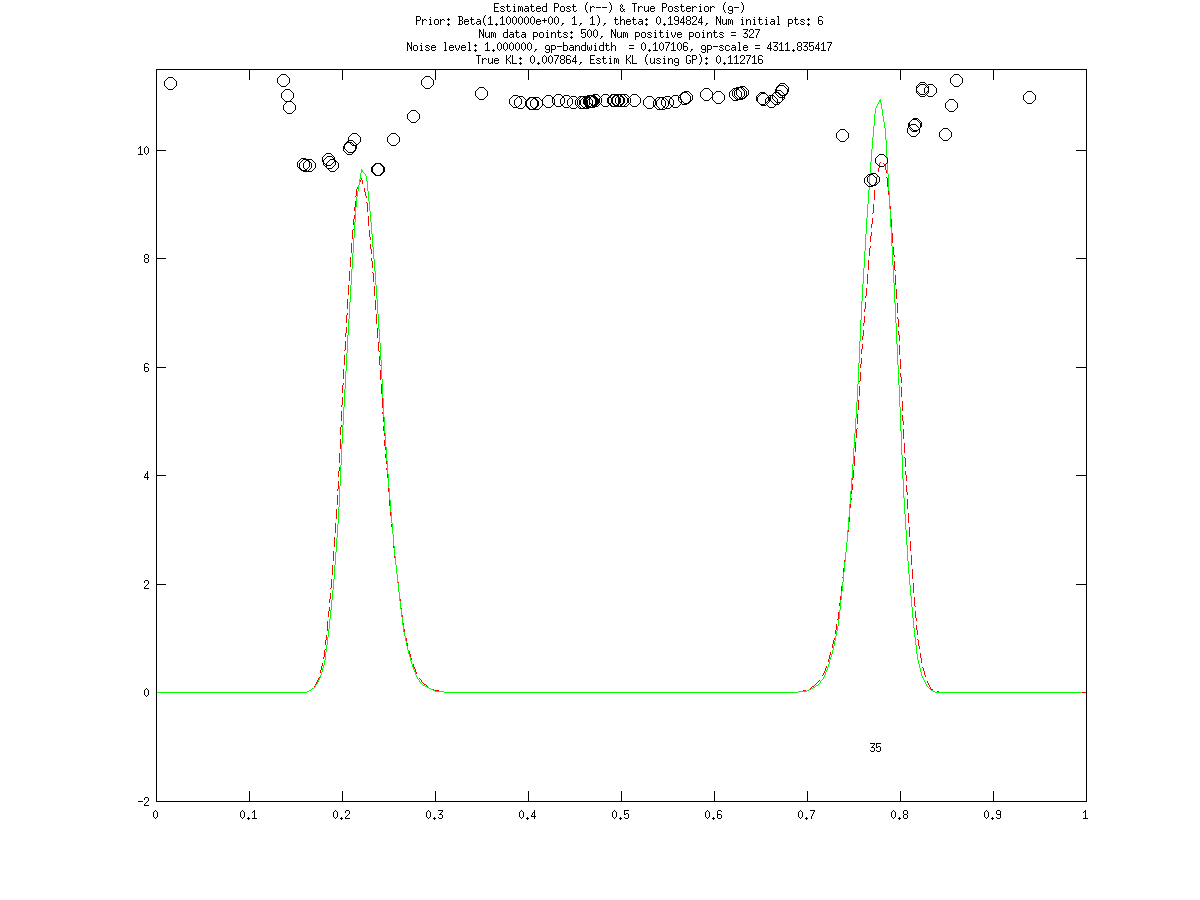 Estimated Post (r--) & True Posterior (g-)
Prior: Beta(1.100000e+00, 1, 1), theta: 0.194824, Num initial pts: 6
Num data points: 500, Num positive points = 327
Noise level: 1.000000, gp-bandwidth  = 0.107106, gp-scale = 4311.835417
True KL: 0.007864, Estim KL (using GP): 0.112716
10
8
6
4
2
0
35
-2
0 0.1 0.2 0.3 0.4 0.5 0.6 0.7 0.8 0.9 1